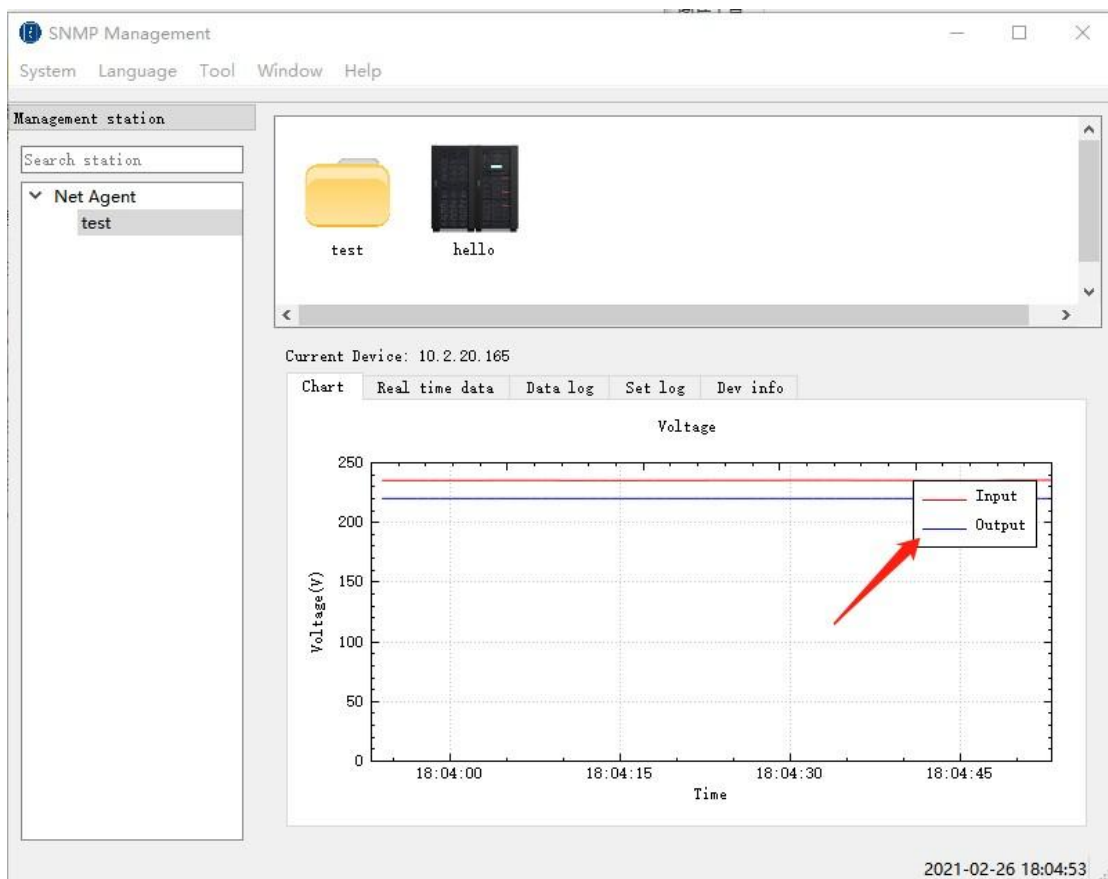 SNMP Management
System Language Tool Window Help
Management station
Search station
Net Agent
test
test hello
Current Device: 10.2.20.165
Chart Real time data Data log Set log Dev info
Voltage
250
200
150
100
50
0
Voltage(V)
Input
Output
18:04:00 18:04:15 18:04:30 18:04:45
Time
2021-02-26 18:04:53